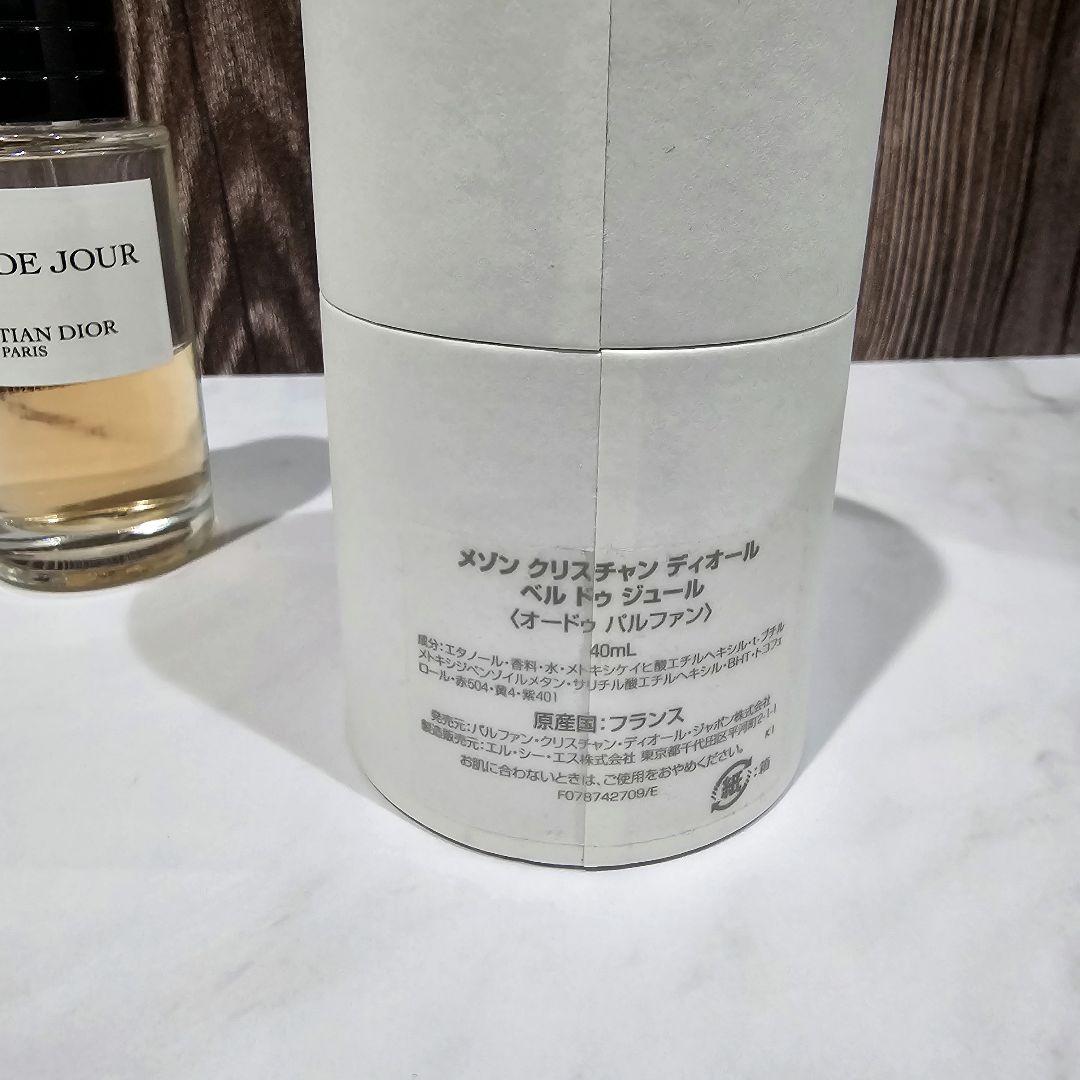 DE JOUR
TIAN DIOR
PARIS
メゾン クリスチャン ディオール
ベル ドゥ ジュール
〈オードゥ パルファン〉
40mL
成分：エタノール・香料・水・メトキシケイヒ酸エチルヘキシル・t-ブチル
メトキシジベンゾイルメタン・サリチル酸エチルヘキシル・BHT・トコフェ
ロール・赤504・黄4・紫401
原産国：フランス
発売元：パルファン・クリスチャン・ディオール・ジャポン株式会社
製造販売元：エル・シー・エス株式会社 東京都千代田区平河町2-1-1
お肌に合わないときは、ご使用をおやめください。 K1
F078742709/E
紙：箱